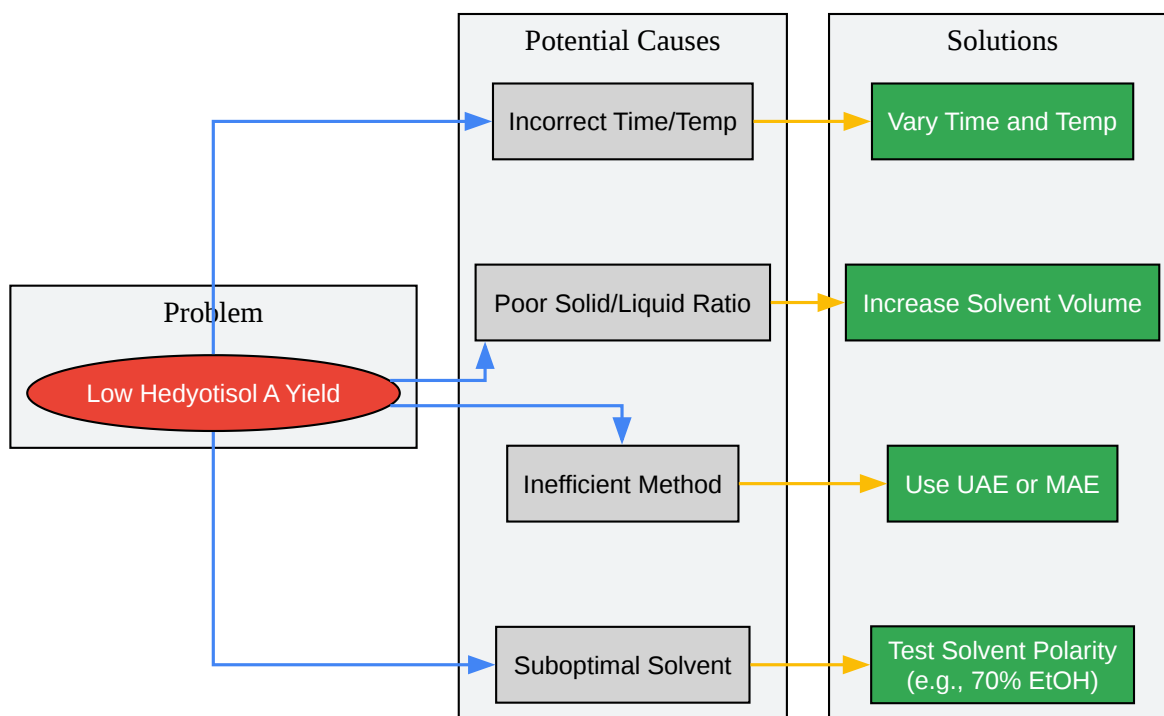 Potential Causes
Solutions
Incorrect Time/Temp
Vary Time and Temp
Problem
Poor Solid/Liquid Ratio
Increase Solvent Volume
Low Hedyotisol A Yield
Inefficient Method
Use UAE or MAE
Suboptimal Solvent
Test Solvent Polarity
(e.g., 70% EtOH)